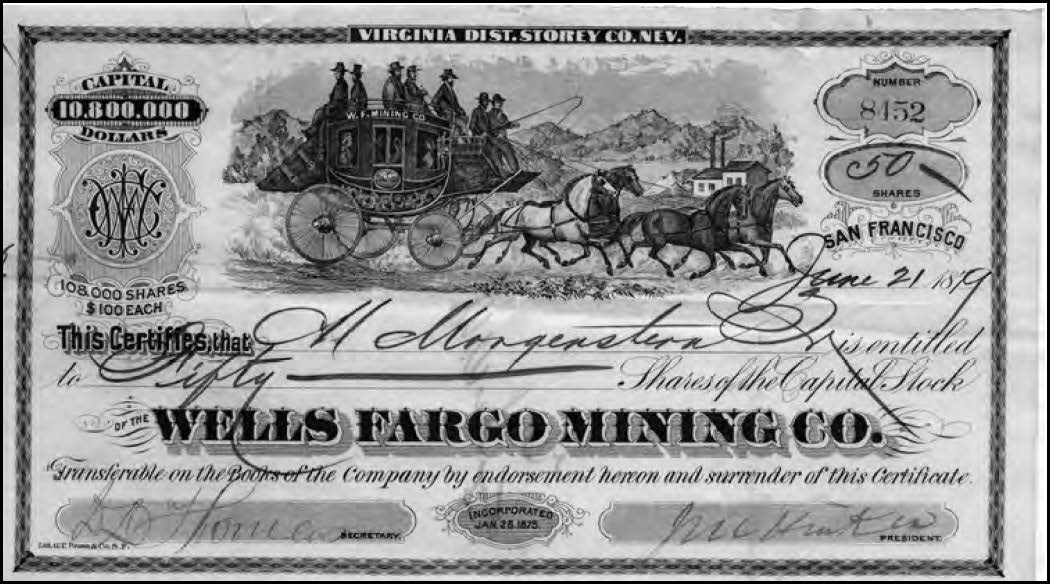 VIRGINIA DIST. STOREY CO. NEV.
CAPITAL
10,800,000
DOLLARS
W. F. MINING CO
NUMBER
8452
50
SHARES
SAN FRANCISCO
108.000 SHARES
$100 EACH
June 21 1879
This Certifies, that M Morgenstern Tr is entitled
to Fifty Shares of the Capital Stock
OF THE WELLS FARGO MINING CO.
Transferable on the Books of the Company by endorsement hereon and surrender of this Certificate.
SECRETARY.
INCORPORATED
JAN. 28. 1875.
PRESIDENT.